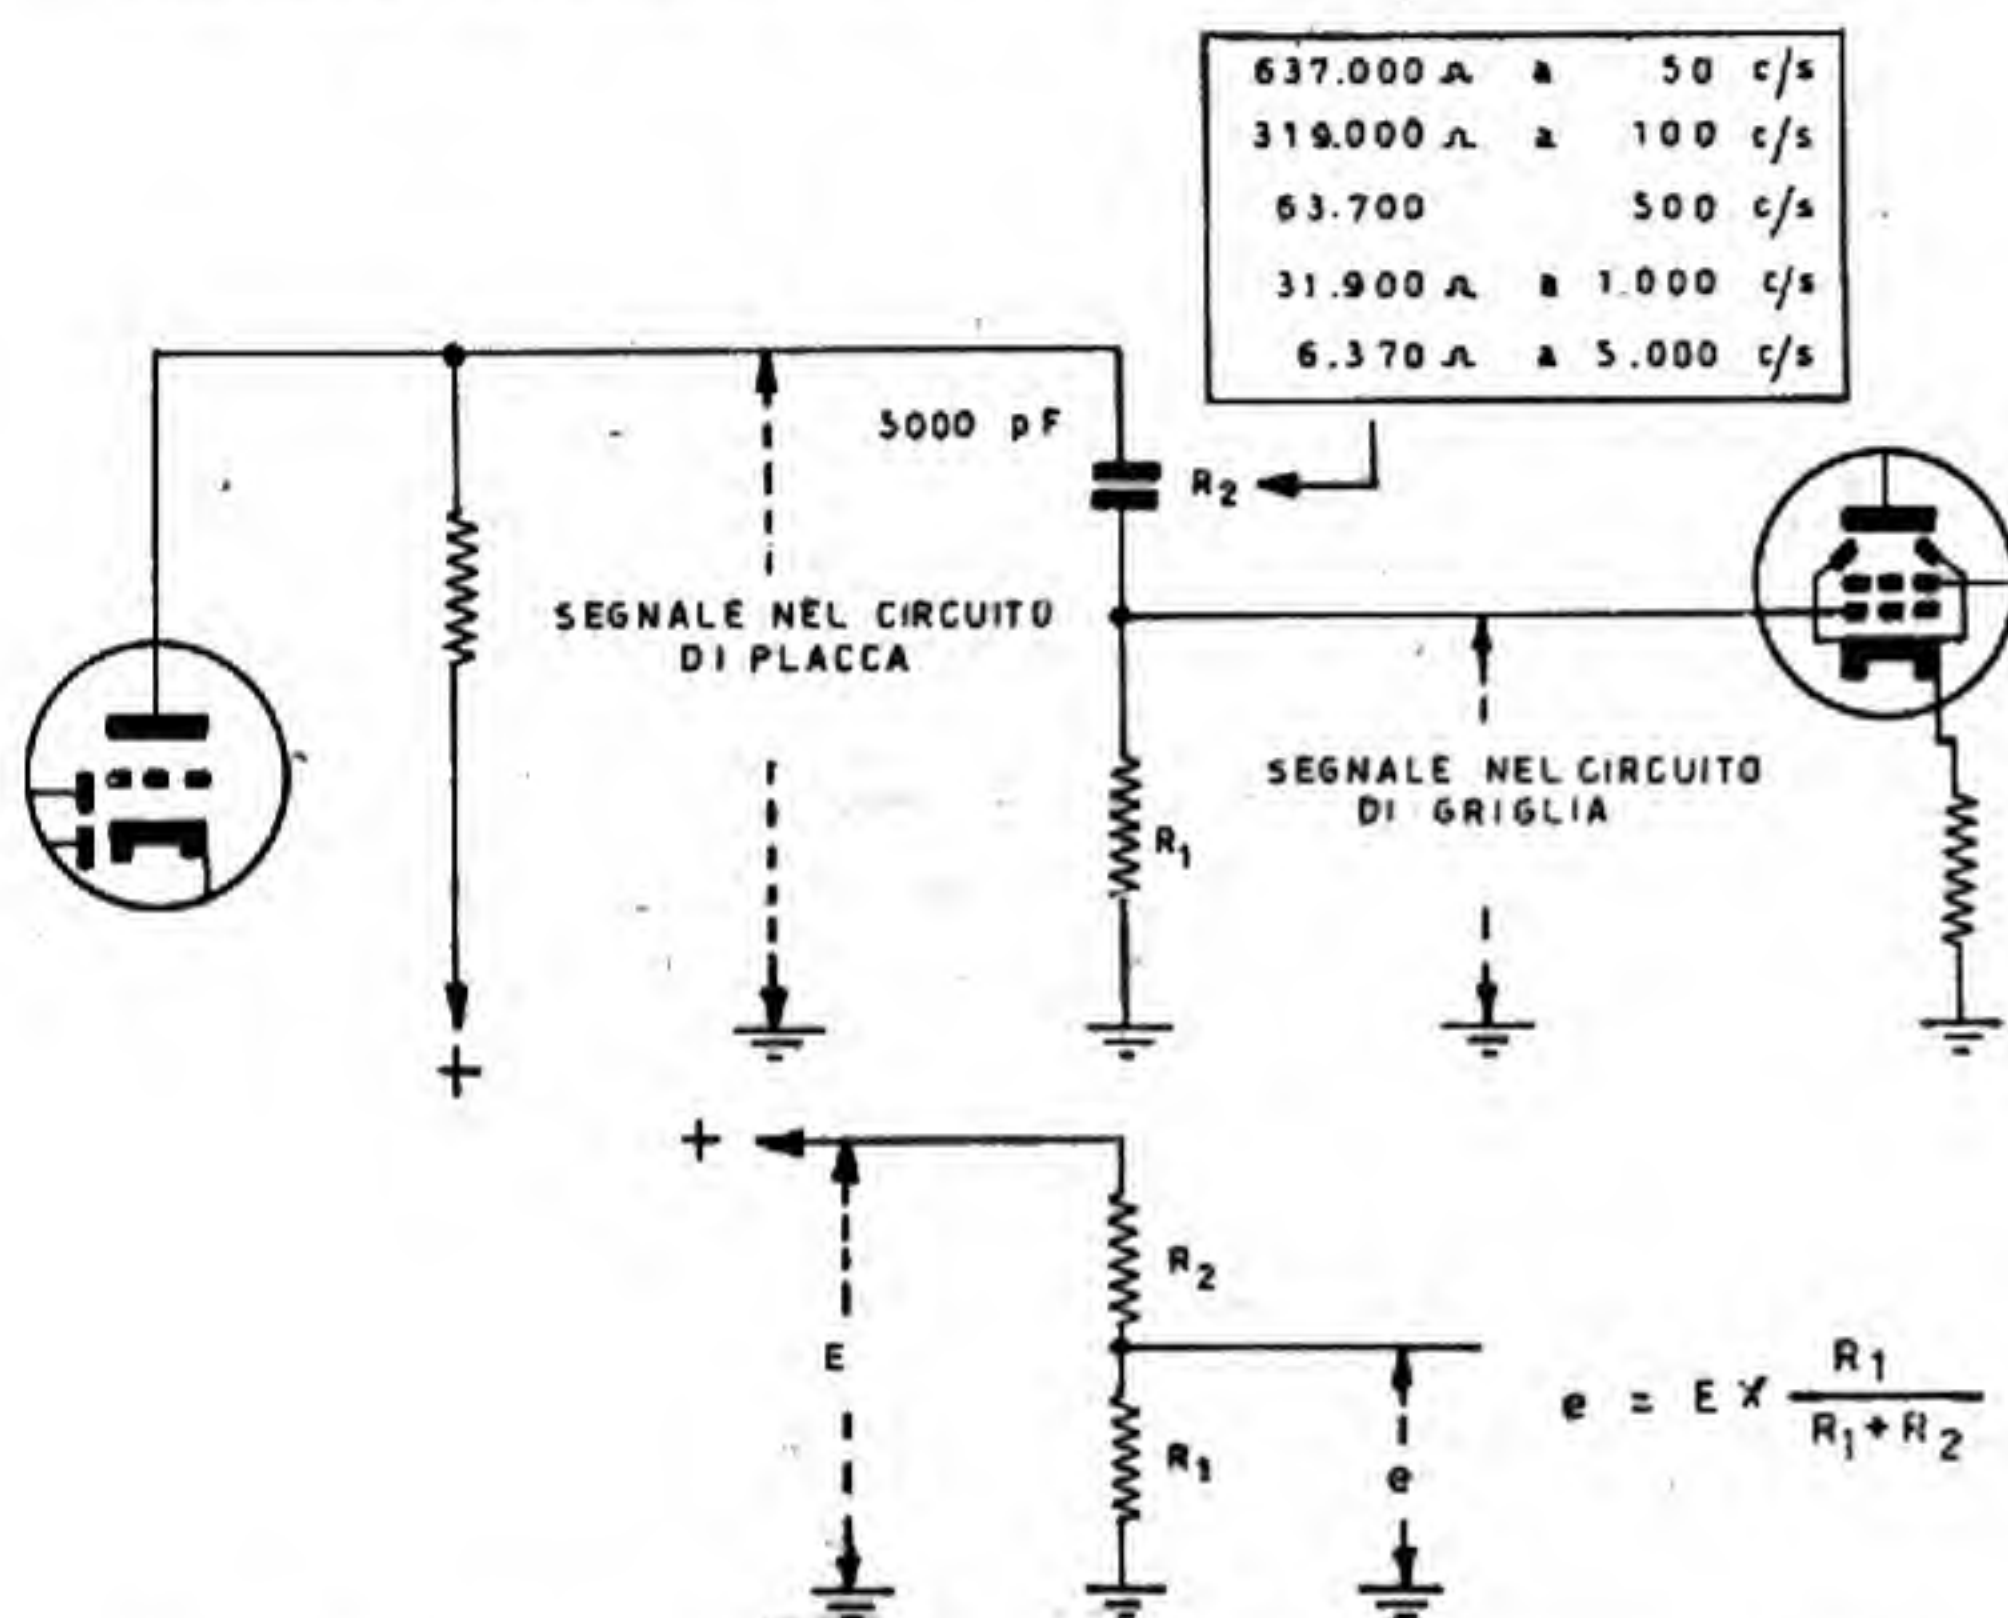 637.000 Ω a 50 c/s
319.000 Ω a 100 c/s
63.700 500 c/s
31.900 Ω a 1.000 c/s
6.370 Ω a 5.000 c/s
5000 pF
R2
SEGNALE NEL CIRCUITO
DI PLACCA
SEGNALE NEL CIRCUITO
DI GRIGLIA
R1
+
+
R2
E
R1
e
e = E × R1
R1 + R2